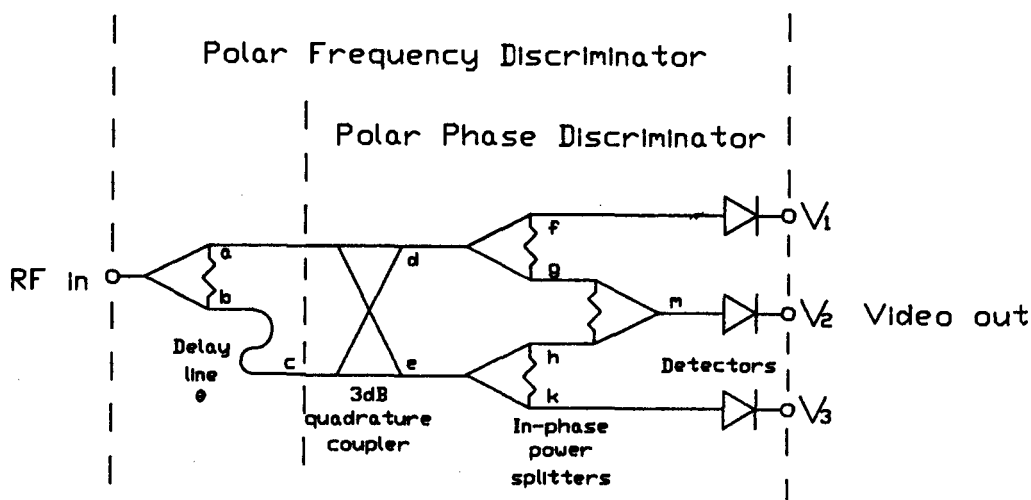 Polar Frequency Discriminator
Polar Phase Discriminator
RF in
a
b
c
d
e
f
g
h
k
m
V1
V2 Video out
V3
Delay
line
θ
3dB
quadrature
coupler
In-phase
power
splitters
Detectors